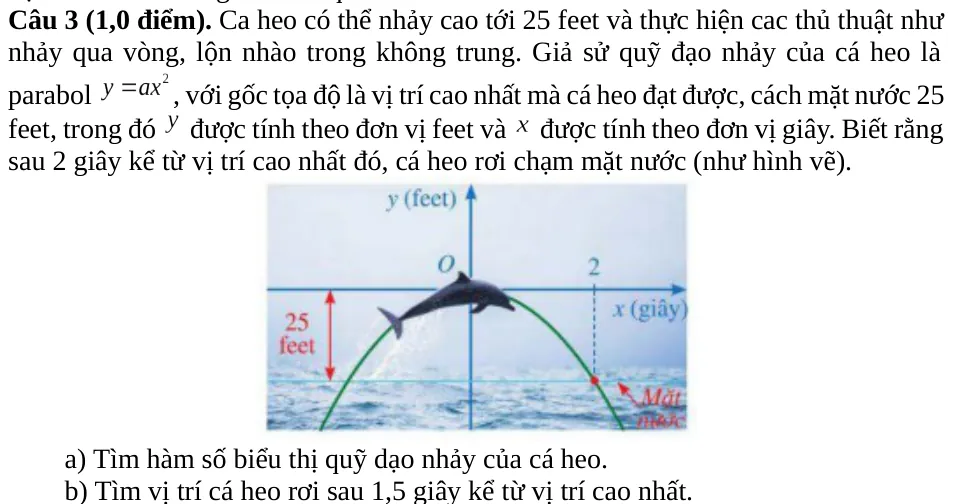 Câu 3 (1,0 điểm). Ca heo có thể nhảy cao tới 25 feet và thực hiện cac thủ thuật như
nhảy qua vòng, lộn nhào trong không trung. Giả sử quỹ đạo nhảy của cá heo là
parabol y =ax², với gốc tọa độ là vị trí cao nhất mà cá heo đạt được, cách mặt nước 25
feet, trong đó y được tính theo đơn vị feet và x được tính theo đơn vị giây. Biết rằng
sau 2 giây kể từ vị trí cao nhất đó, cá heo rơi chạm mặt nước (như hình vẽ).
y (feet)
O
2
x (giây)
25
feet
Mặt
nước
a) Tìm hàm số biểu thị quỹ dạo nhảy của cá heo.
b) Tìm vị trí cá heo rơi sau 1,5 giây kể từ vị trí cao nhất.